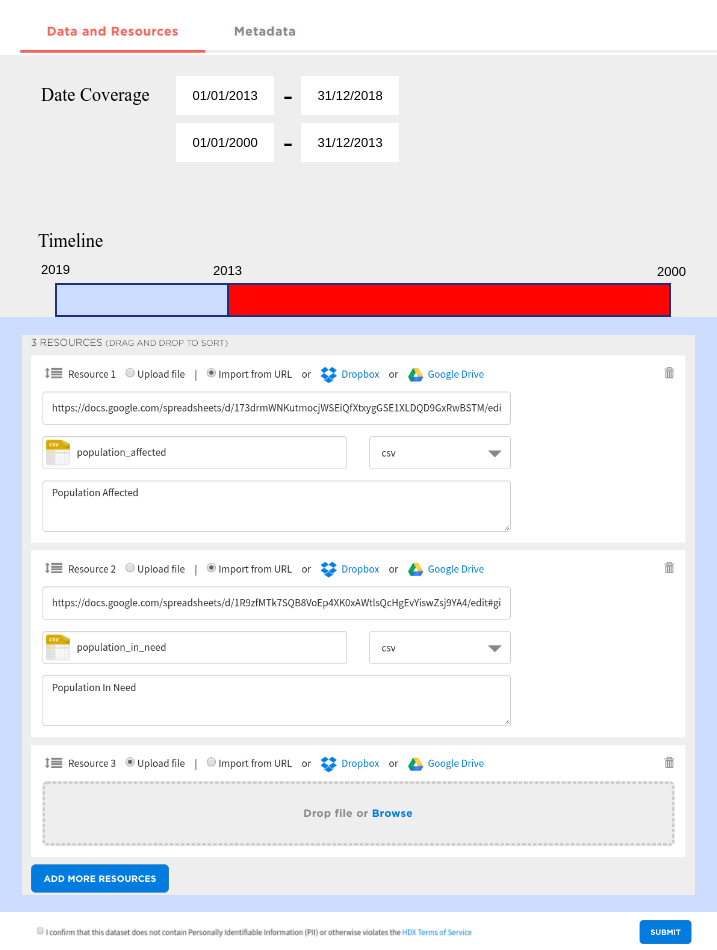 Data and Resources Metadata
Date Coverage 01/01/2013 - 31/12/2018
01/01/2000 - 31/12/2013
Timeline
2019 2013 2000
3 RESOURCES (DRAG AND DROP TO SORT)
Resource 1 Upload file | Import from URL or Dropbox or Google Drive
https://docs.google.com/spreadsheets/d/173drmWNKutmocjWSEiQfXtxygGSE1XLDQD9GxRwBSTM/edi
CSV population_affected csv
Population Affected
Resource 2 Upload file | Import from URL or Dropbox or Google Drive
https://docs.google.com/spreadsheets/d/1R9zfMTk7SQB8VoEp4XK0xAWtlsQcHgEvYiswZsj9YA4/edit#gi
CSV population_in_need csv
Population In Need
Resource 3 Upload file | Import from URL or Dropbox or Google Drive
Drop file or Browse
ADD MORE RESOURCES
I confirm that this dataset does not contain Personally Identifiable Information (PII) or otherwise violates the HDX Terms of Service
SUBMIT